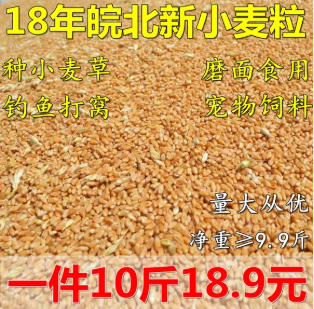 18年皖北新小麦粒
种小麦草 磨面食用
钓鱼打窝 宠物饲料
量大从优
净重≥9.9斤
一件10斤18.9元